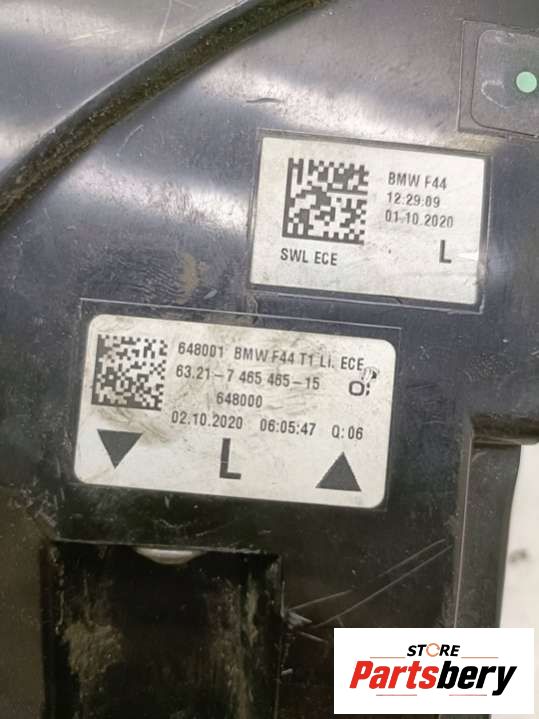 BMW F44
12:29:09
01.10.2020
SWL ECE
L
648001 BMW F44 T1 Li. ECE
63.21-7 465 465-15
648000
02.10.2020 06:05:47 Q:06
L
STORE
Partsbery